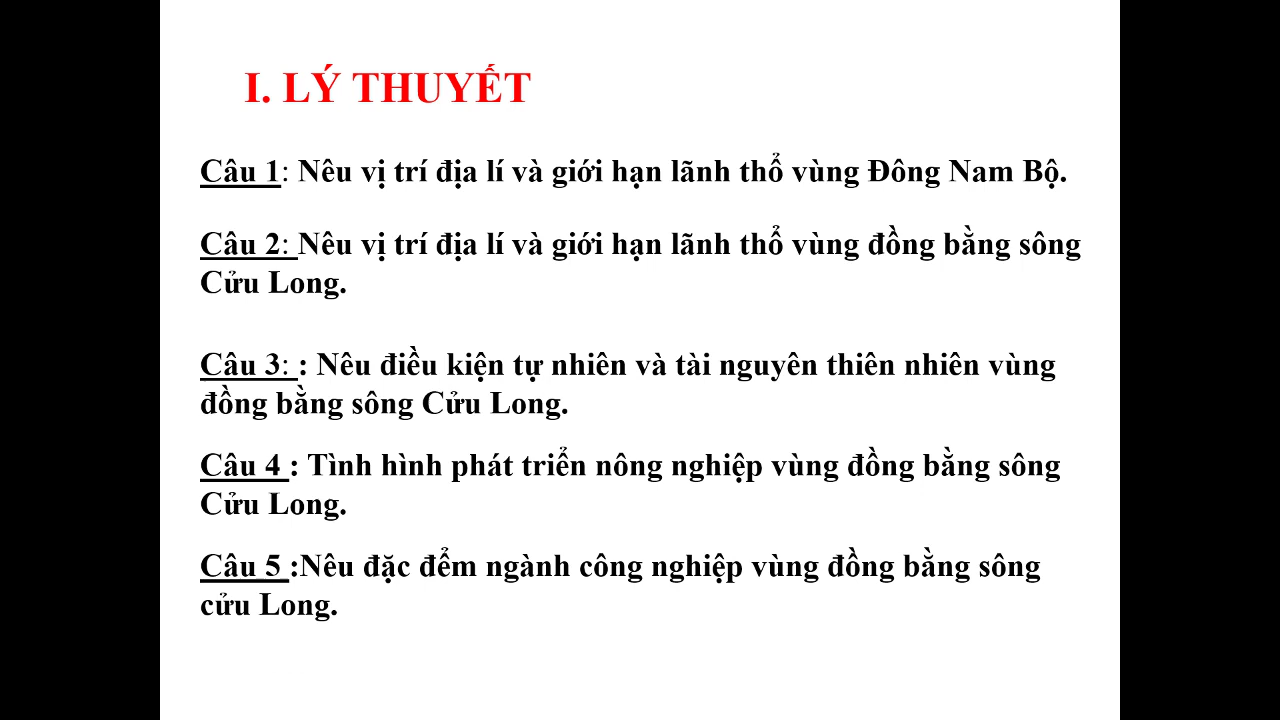 I. LÝ THUYẾT
Câu 1: Nêu vị trí địa lí và giới hạn lãnh thổ vùng Đông Nam Bộ.
Câu 2: Nêu vị trí địa lí và giới hạn lãnh thổ vùng đồng bằng sông
Cửu Long.
Câu 3: : Nêu điều kiện tự nhiên và tài nguyên thiên nhiên vùng
đồng bằng sông Cửu Long.
Câu 4 : Tình hình phát triển nông nghiệp vùng đồng bằng sông
Cửu Long.
Câu 5 :Nêu đặc đểm ngành công nghiệp vùng đồng bằng sông
cửu Long.